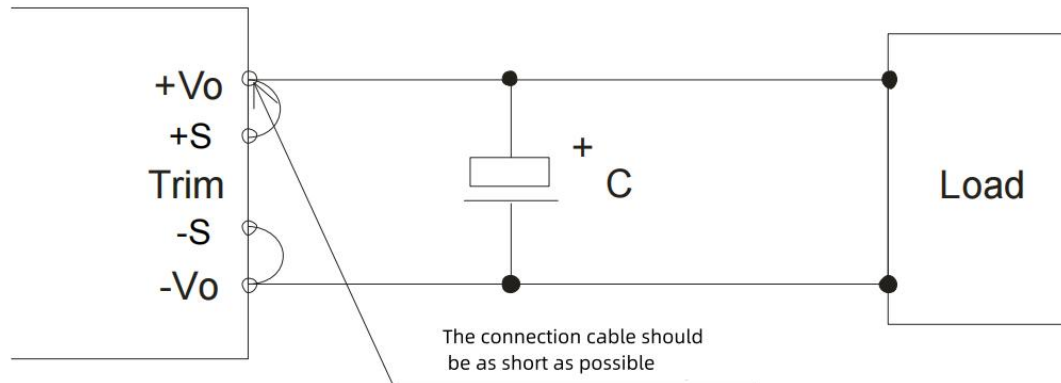 +Vo
+S
Trim
-S
-Vo
+
C
Load
The connection cable should
be as short as possible